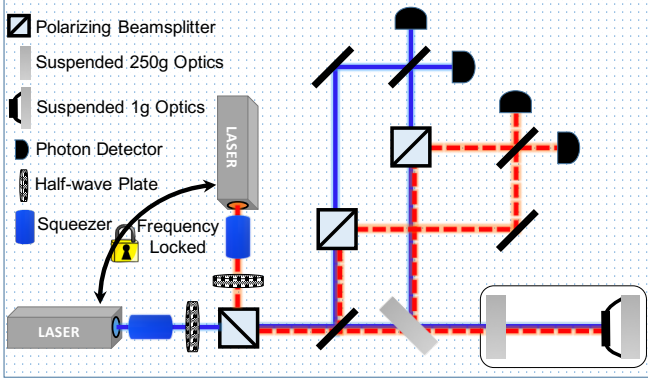 Polarizing Beamsplitter
Suspended 250g Optics
Suspended 1g Optics
Photon Detector
Half-wave Plate
Squeezer
Frequency
Locked
LASER
LASER